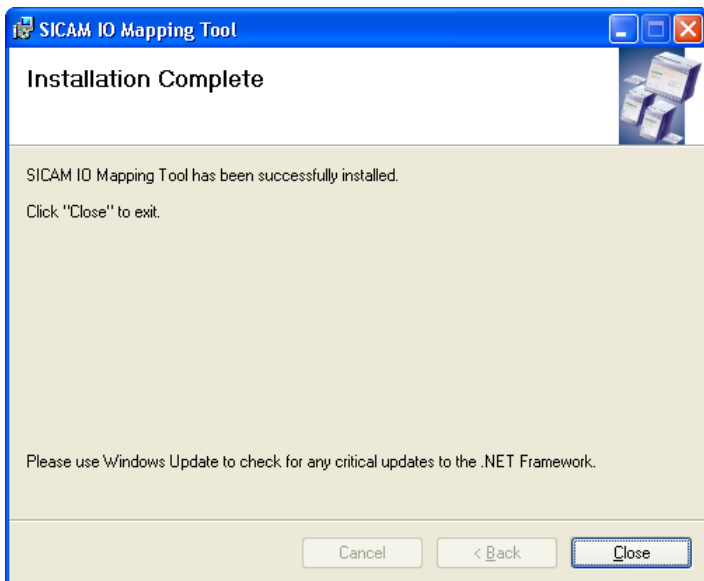 SICAM IO Mapping Tool
Installation Complete
SICAM IO Mapping Tool has been successfully installed.
Click "Close" to exit.
Please use Windows Update to check for any critical updates to the .NET Framework.
Cancel
< Back
Close